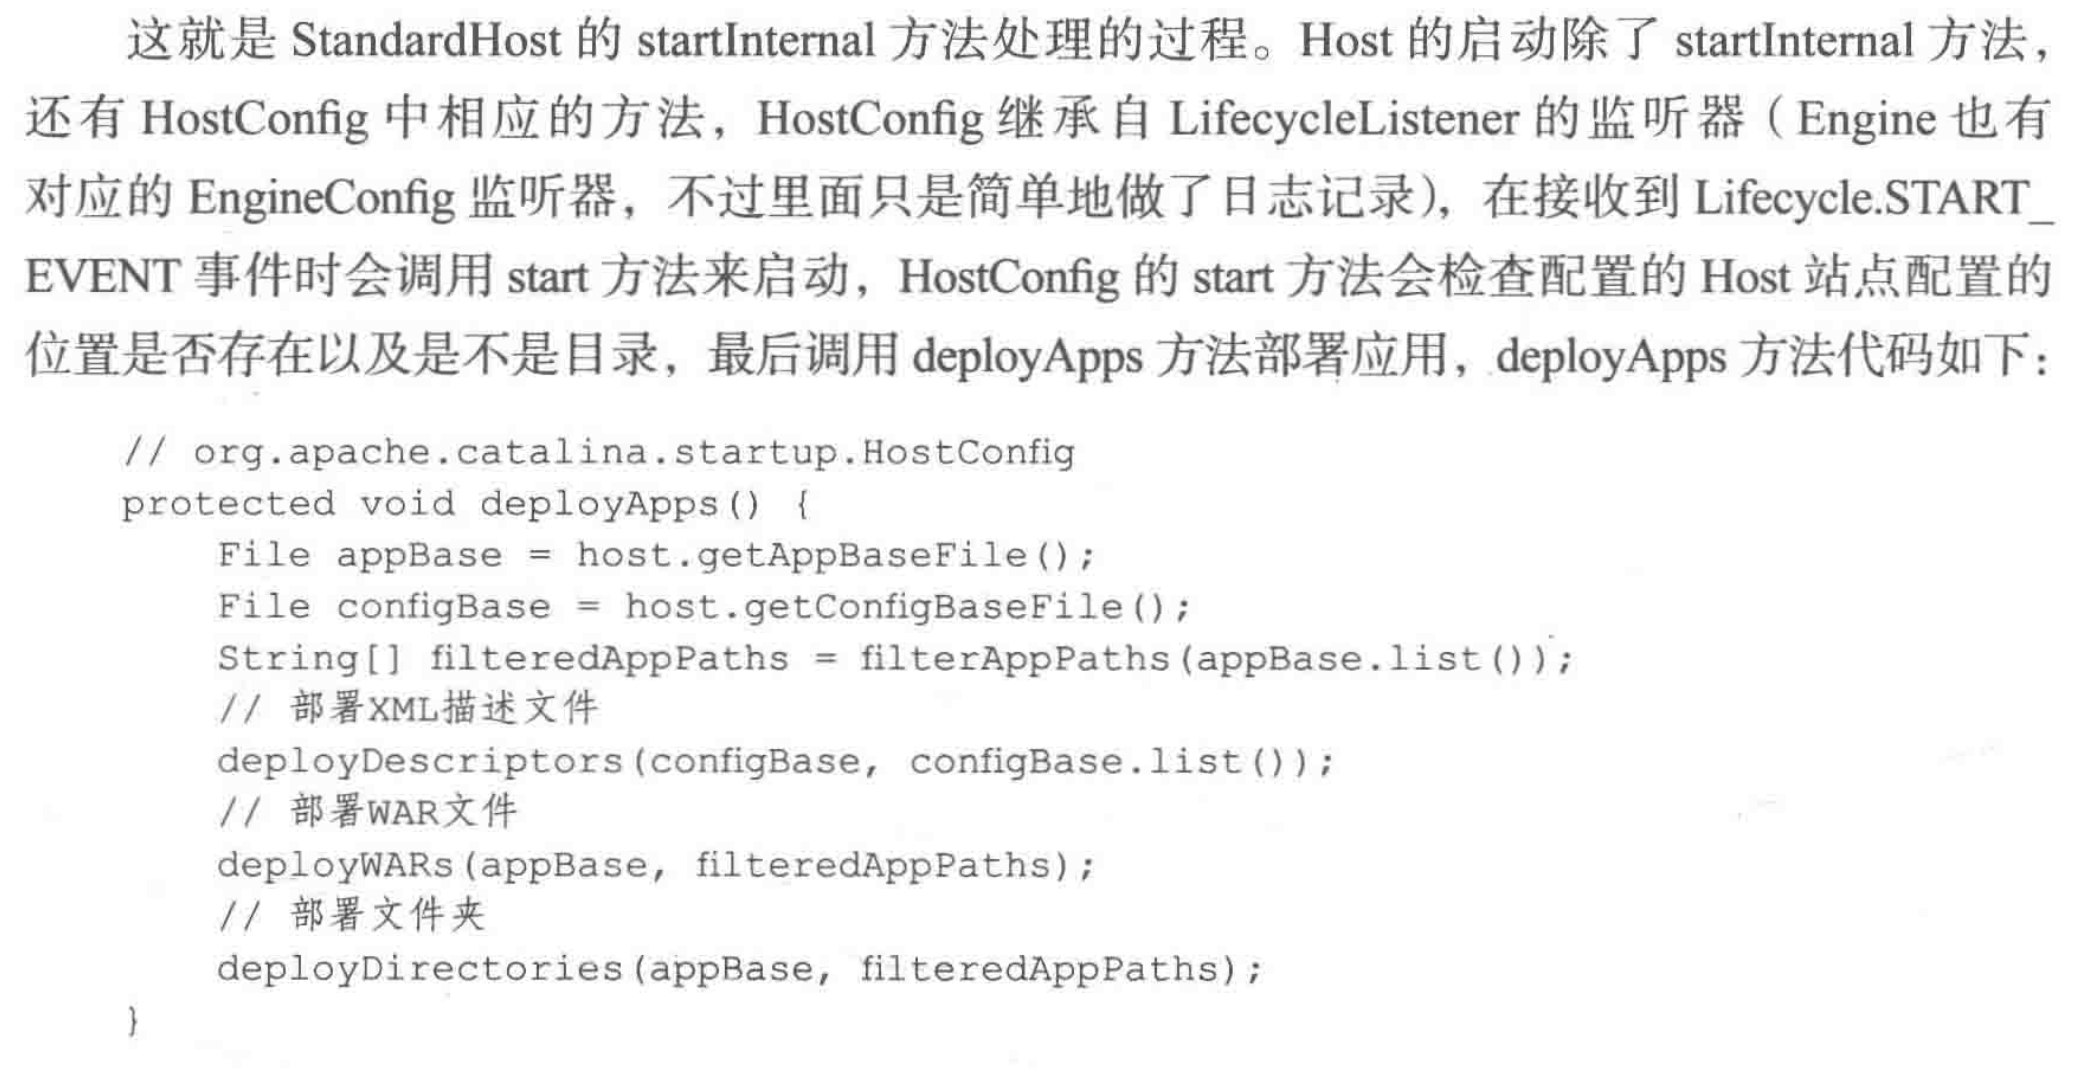 这就是 StandardHost 的 startInternal 方法处理的过程。Host 的启动除了 startInternal 方法，
还有 HostConfig 中相应的方法，HostConfig 继承自 LifecycleListener 的监听器（Engine 也有
对应的 EngineConfig 监听器，不过里面只是简单地做了日志记录），在接收到 Lifecycle.START_
EVENT 事件时会调用 start 方法来启动，HostConfig 的 start 方法会检查配置的 Host 站点配置的
位置是否存在以及是不是目录，最后调用 deployApps 方法部署应用，deployApps 方法代码如下：
// org.apache.catalina.startup.HostConfig
protected void deployApps() {
File appBase = host.getAppBaseFile();
File configBase = host.getConfigBaseFile();
String[] filteredAppPaths = filterAppPaths(appBase.list());
// 部署XML描述文件
deployDescriptors(configBase, configBase.list());
// 部署WAR文件
deployWARs(appBase, filteredAppPaths);
// 部署文件夹
deployDirectories(appBase, filteredAppPaths);
}